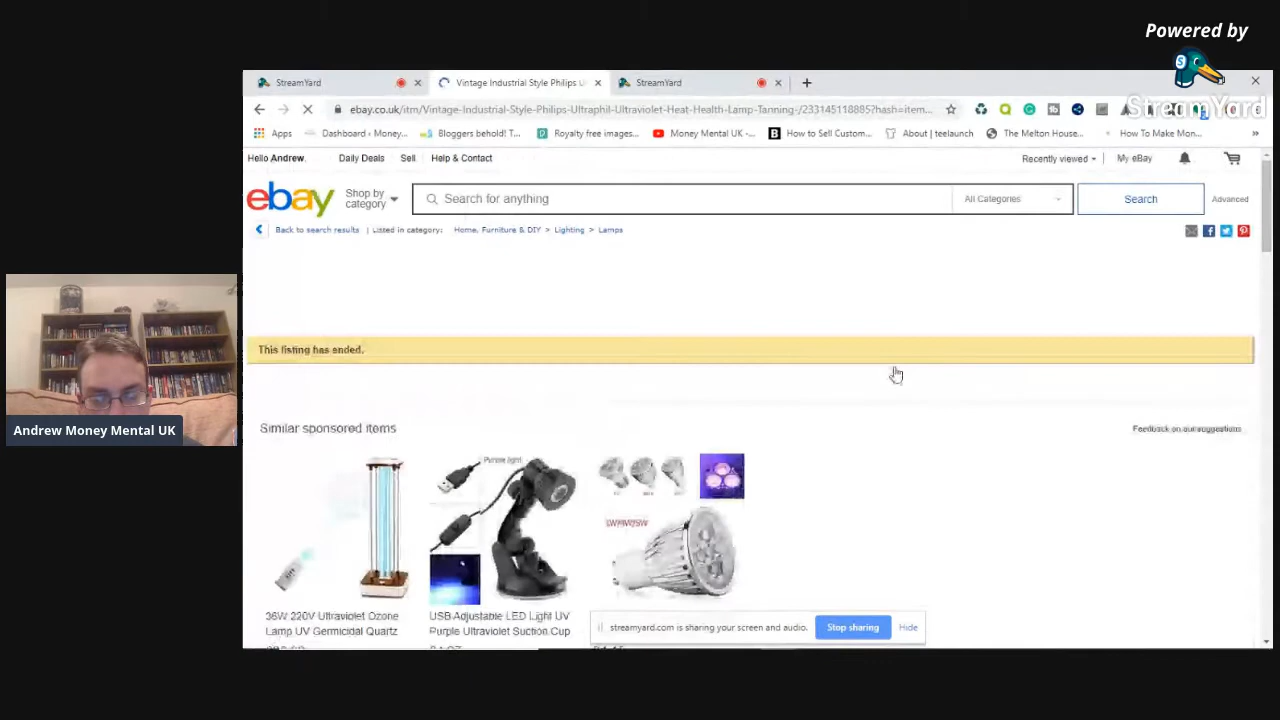 Powered by
StreamYard
StreamYard
Vintage Industrial Style Philips U
StreamYard
ebay.co.uk/itm/Vintage-Industrial-Style-Philips-Ultraphil-Ultraviolet-Heat-Health-Lamp-Tanning-/233145118885?hash=item...
Apps
Dashboard ‹ Money...
Bloggers behold! T...
Royalty free images...
Money Mental UK -...
How to Sell Custom...
About | teelaunch
The Melton House...
How To Make Mon...
Hello Andrew.
Daily Deals
Sell
Help & Contact
Recently viewed
My eBay
ebay
Shop by
category
Search for anything
All Categories
Search
Advanced
Back to search results
| Listed in category:
Home, Furniture & DIY > Lighting > Lamps
This listing has ended.
Similar sponsored items
Feedback on our suggestions
Purple light
36W 220V Ultraviolet Ozone
Lamp UV Germicidal Quartz
USB Adjustable LED Light UV
Purple Ultraviolet Suction Cup
streamyard.com is sharing your screen and audio.
Stop sharing
Hide
Andrew Money Mental UK